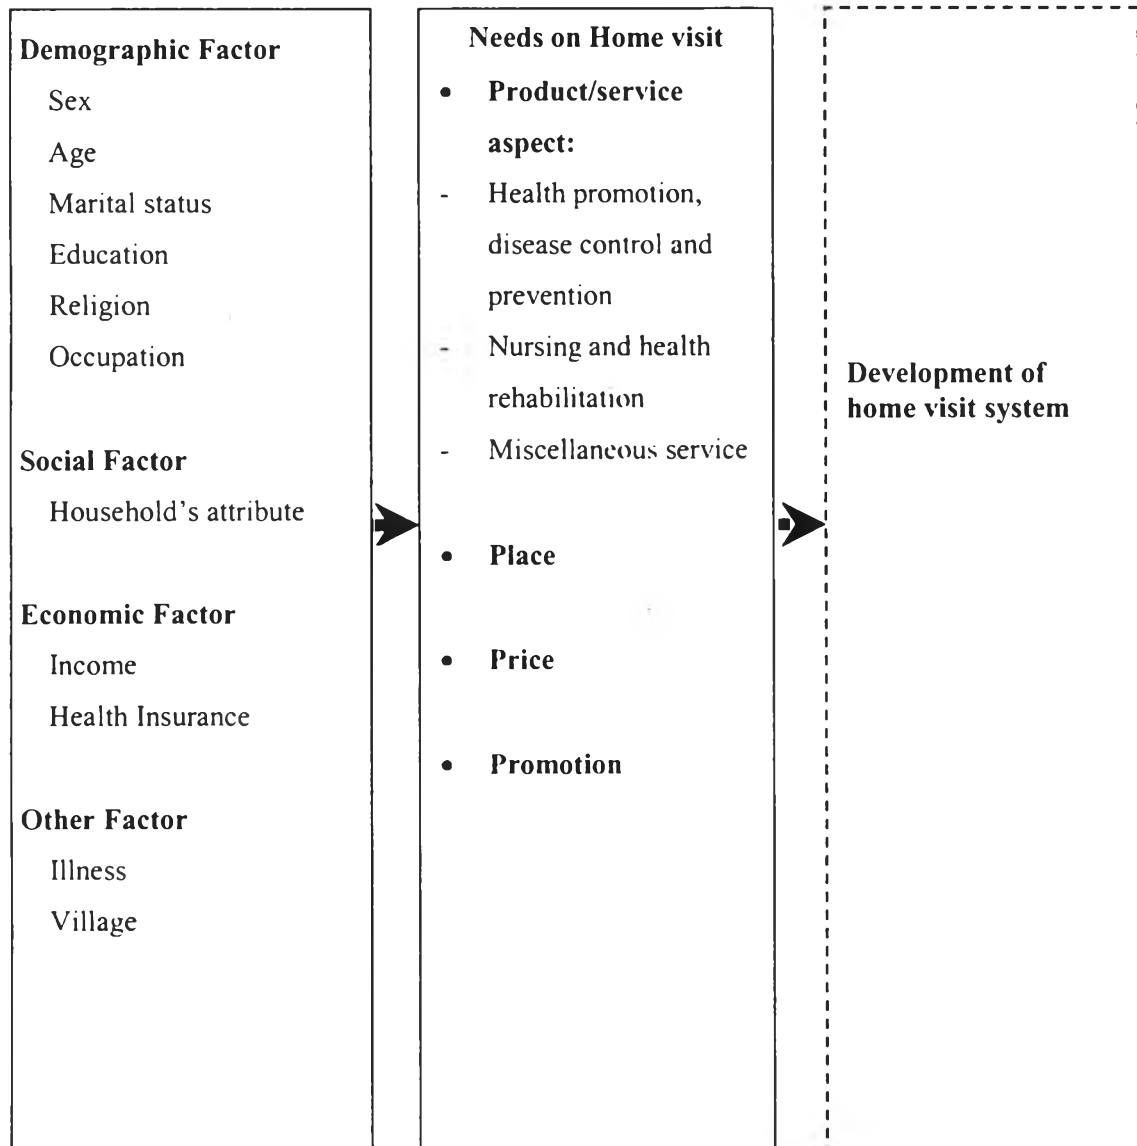 Demographic Factor
Sex
Age
Marital status
Education
Religion
Occupation
Social Factor
Household's attribute
Economic Factor
Income
Health Insurance
Other Factor
Illness
Village
Needs on Home visit
• Product/service
aspect:
- Health promotion,
disease control and
prevention
- Nursing and health
rehabilitation
- Miscellaneous service
• Place
• Price
• Promotion
Development of
home visit system